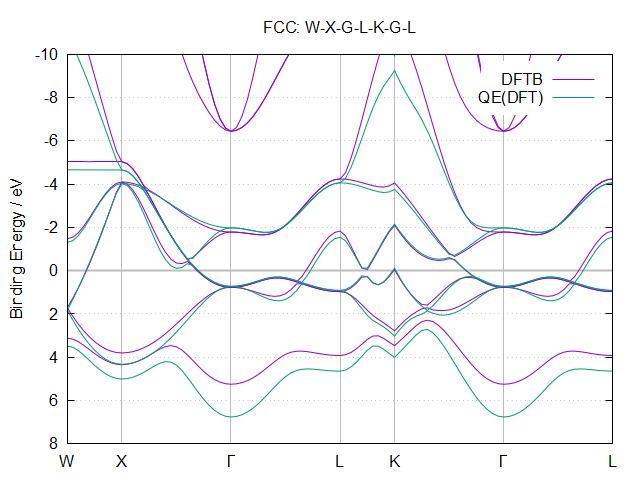 FCC: W-X-G-L-K-G-L
-10
-8
-6
-4
-2
0
2
4
6
8
Binding Energy / eV
DFTB
QE(DFT)
W X Γ L K Γ L